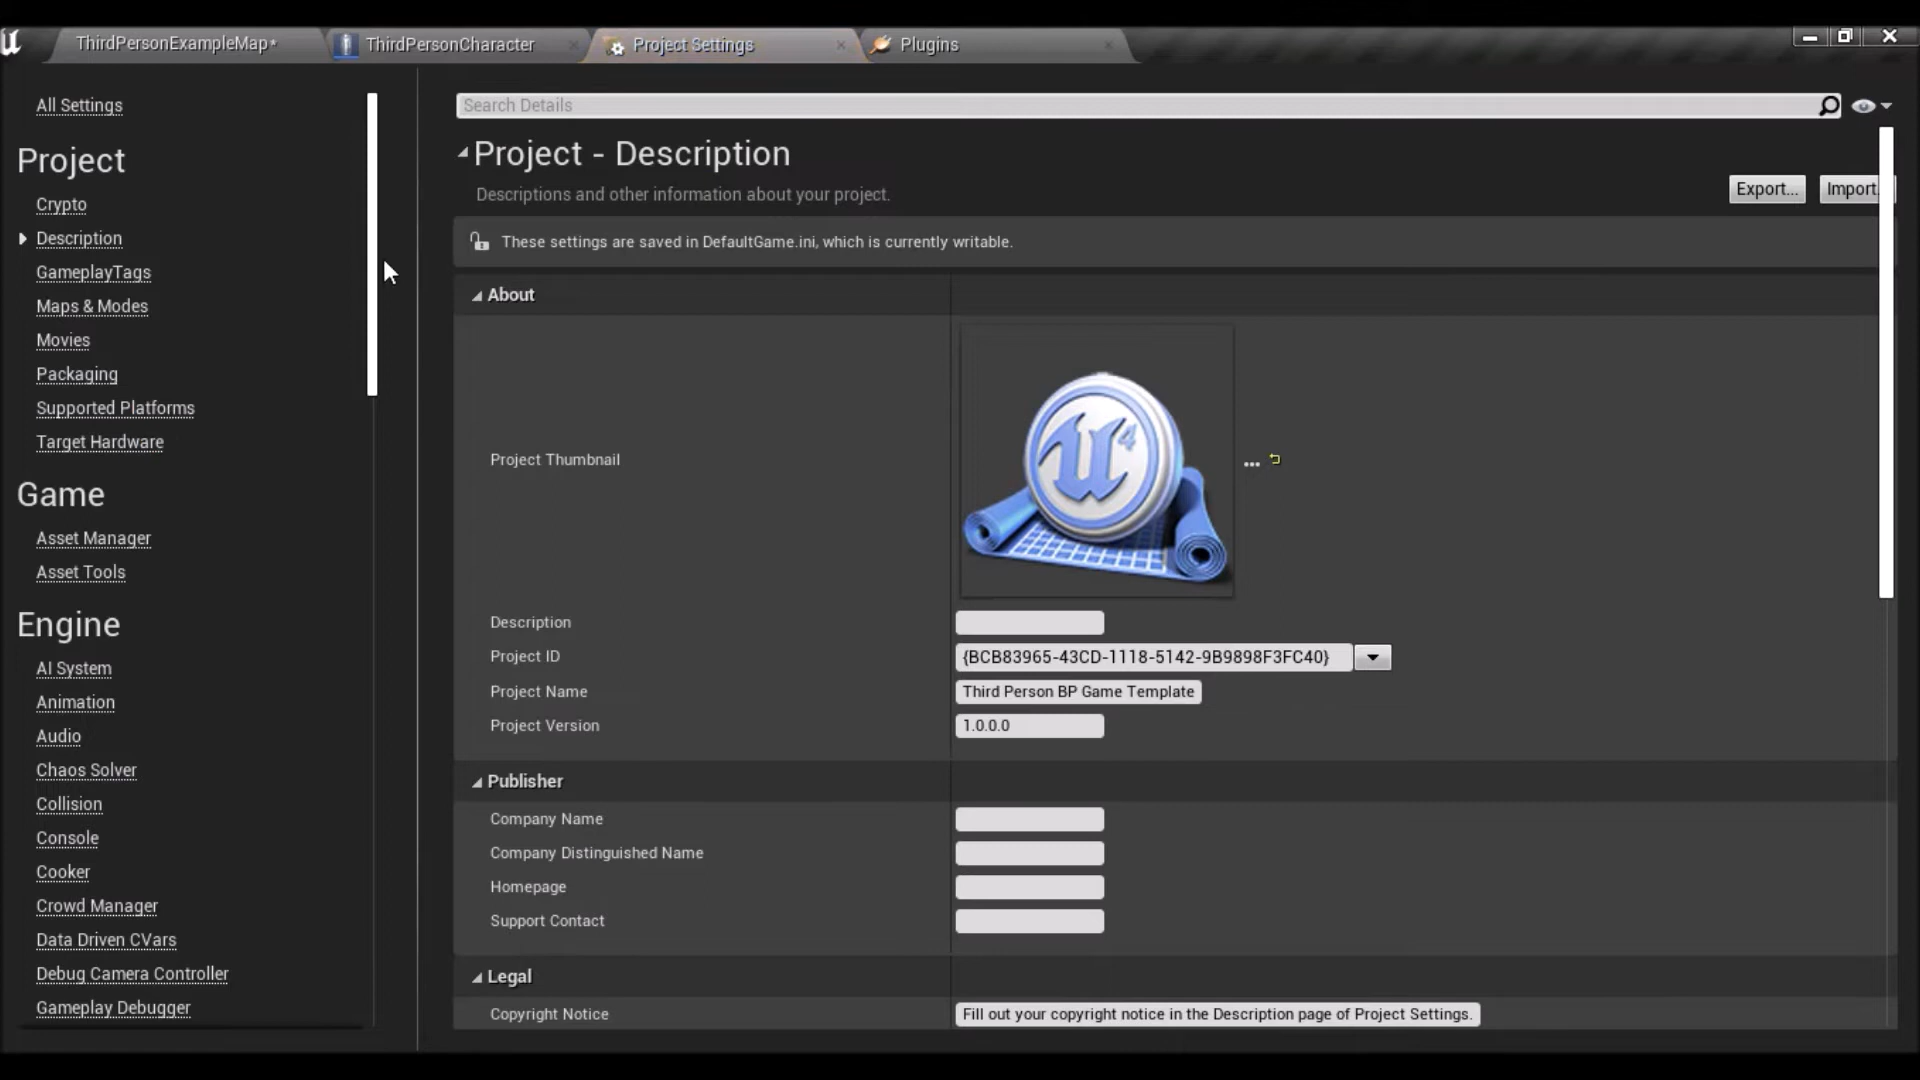 ThirdPersonExampleMap*
ThirdPersonCharacter
Project Settings
Plugins
All Settings
Project
Crypto
Description
GameplayTags
Maps & Modes
Movies
Packaging
Supported Platforms
Target Hardware
Game
Asset Manager
Asset Tools
Engine
AI System
Animation
Audio
Chaos Solver
Collision
Console
Cooker
Crowd Manager
Data Driven CVars
Debug Camera Controller
Gameplay Debugger
Search Details
Project - Description
Descriptions and other information about your project.
Export...
Import.
These settings are saved in DefaultGame.ini, which is currently writable.
About
Project Thumbnail
Description
Project ID {BCB83965-43CD-1118-5142-9B9898F3FC40}
Project Name Third Person BP Game Template
Project Version 1.0.0.0
Publisher
Company Name
Company Distinguished Name
Homepage
Support Contact
Legal
Copyright Notice Fill out your copyright notice in the Description page of Project Settings.